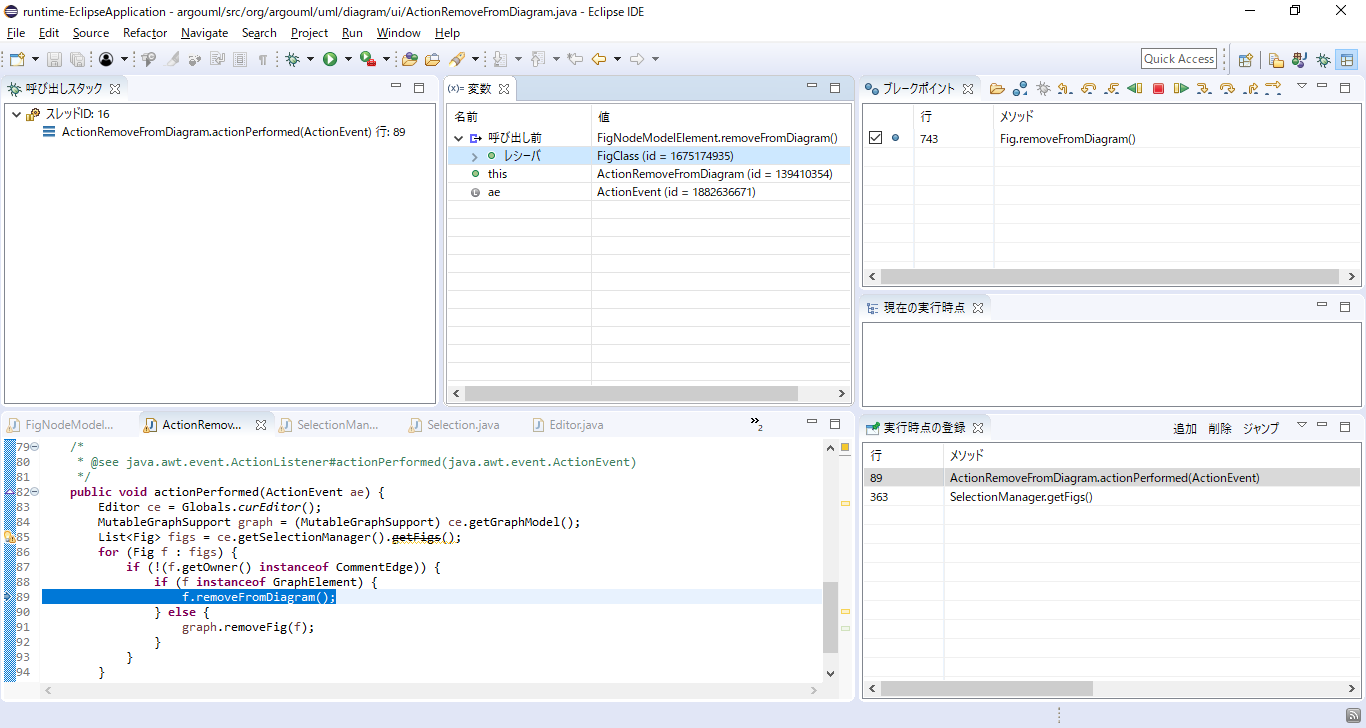 runtime-EclipseApplication - argouml/src/org/argouml/uml/diagram/ui/ActionRemoveFromDiagram.java - Eclipse IDE
File Edit Source Refactor Navigate Search Project Run Window Help
Quick Access
呼び出しスタック
スレッドID: 16
ActionRemoveFromDiagram.actionPerformed(ActionEvent) 行: 89
(x)= 変数
名前 値
呼び出し前 FigNodeModelElement.removeFromDiagram()
レシーバ FigClass (id = 1675174935)
this ActionRemoveFromDiagram (id = 139410354)
ae ActionEvent (id = 1882636671)
ブレークポイント
行 メソッド
743 Fig.removeFromDiagram()
現在の実行時点
実行時点の登録 追加 削除 ジャンプ
行 メソッド
89 ActionRemoveFromDiagram.actionPerformed(ActionEvent)
363 SelectionManager.getFigs()
FigNodeModel... ActionRemov... SelectionMan... Selection.java Editor.java »2
79 /*
80 * @see java.awt.event.ActionListener#actionPerformed(java.awt.event.ActionEvent)
81 */
82 public void actionPerformed(ActionEvent ae) {
83 Editor ce = Globals.curEditor();
84 MutableGraphSupport graph = (MutableGraphSupport) ce.getGraphModel();
85 List<Fig> figs = ce.getSelectionManager().getFigs();
86 for (Fig f : figs) {
87 if (!(f.getOwner() instanceof CommentEdge)) {
88 if (f instanceof GraphElement) {
89 f.removeFromDiagram();
90 } else {
91 graph.removeFig(f);
92 }
93 }
94 }